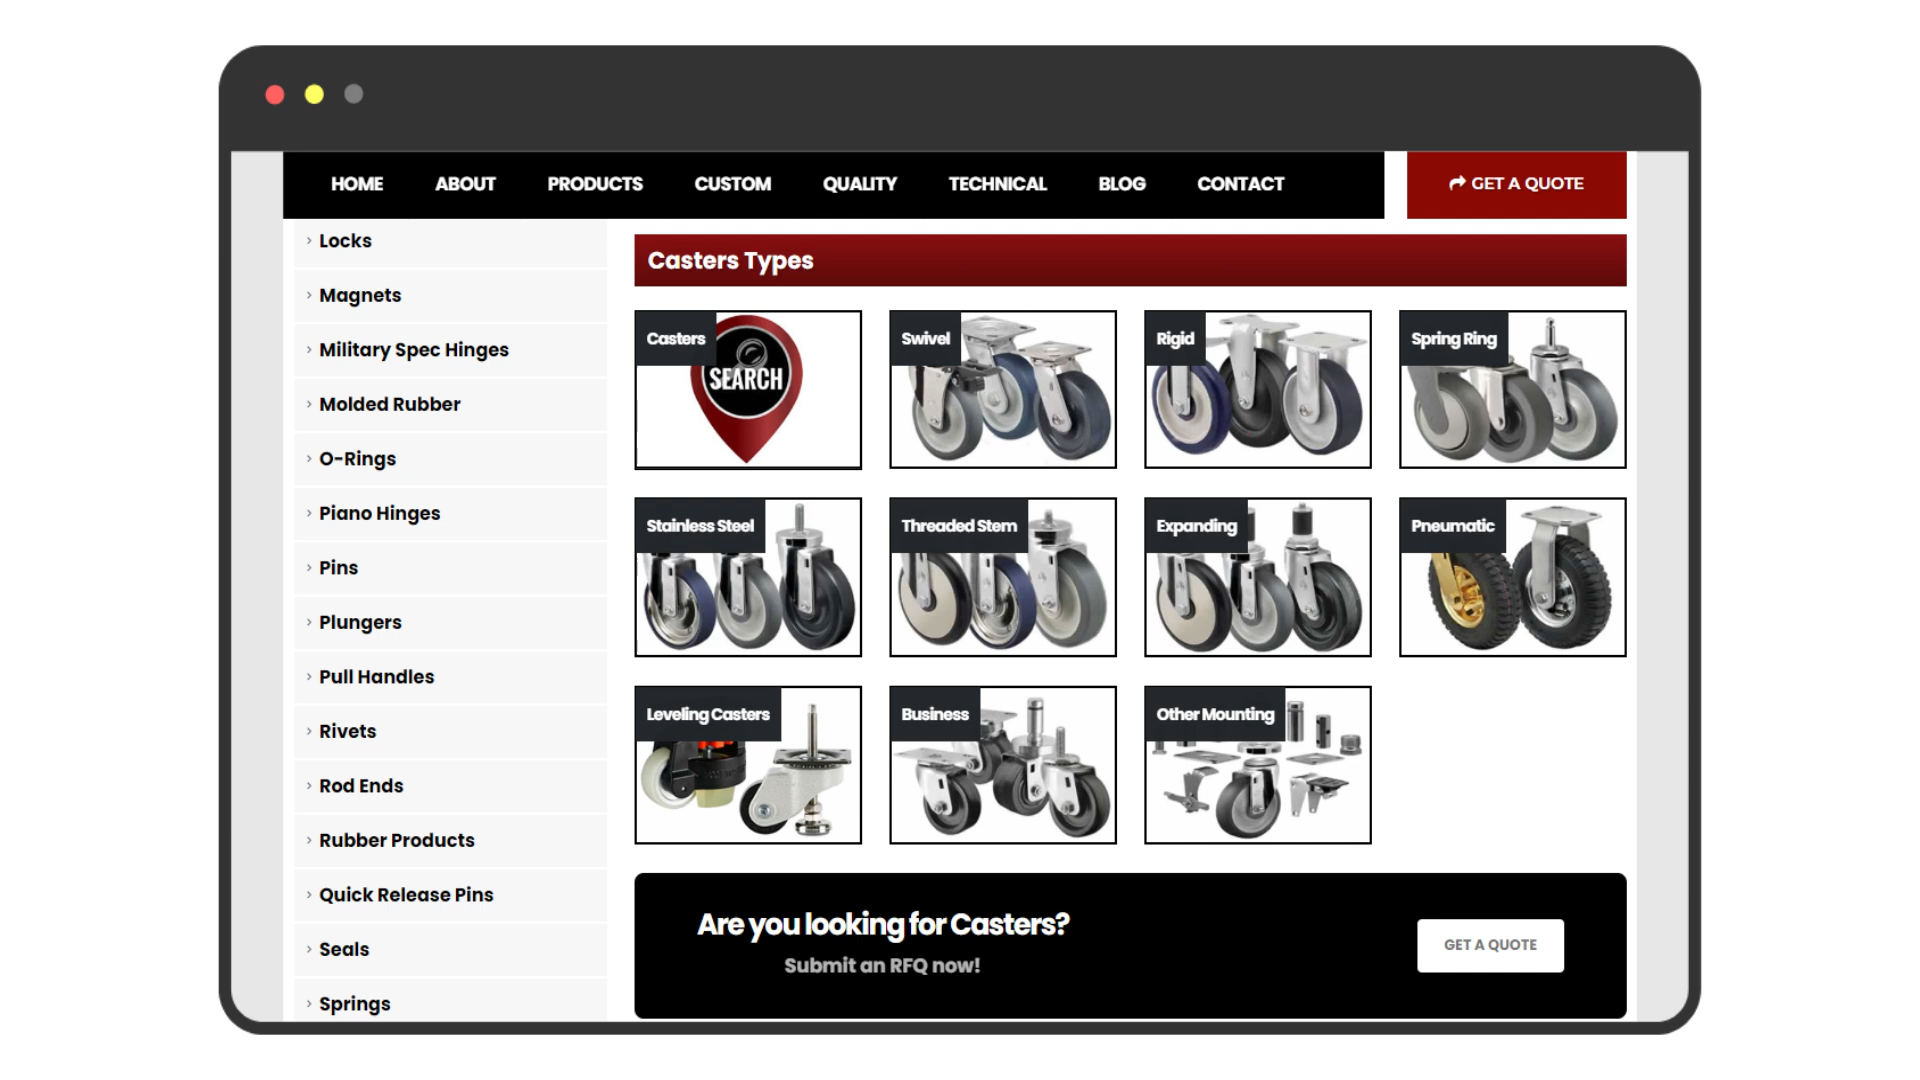 HOME ABOUT PRODUCTS CUSTOM QUALITY TECHNICAL BLOG CONTACT GET A QUOTE
Locks
Magnets
Military Spec Hinges
Molded Rubber
O-Rings
Piano Hinges
Pins
Plungers
Pull Handles
Rivets
Rod Ends
Rubber Products
Quick Release Pins
Seals
Springs
Casters Types
Casters
SEARCH
Swivel
Rigid
Spring Ring
Stainless Steel
Threaded Stem
Expanding
Pneumatic
Leveling Casters
Business
Other Mounting
Are you looking for Casters?
Submit an RFQ now!
GET A QUOTE